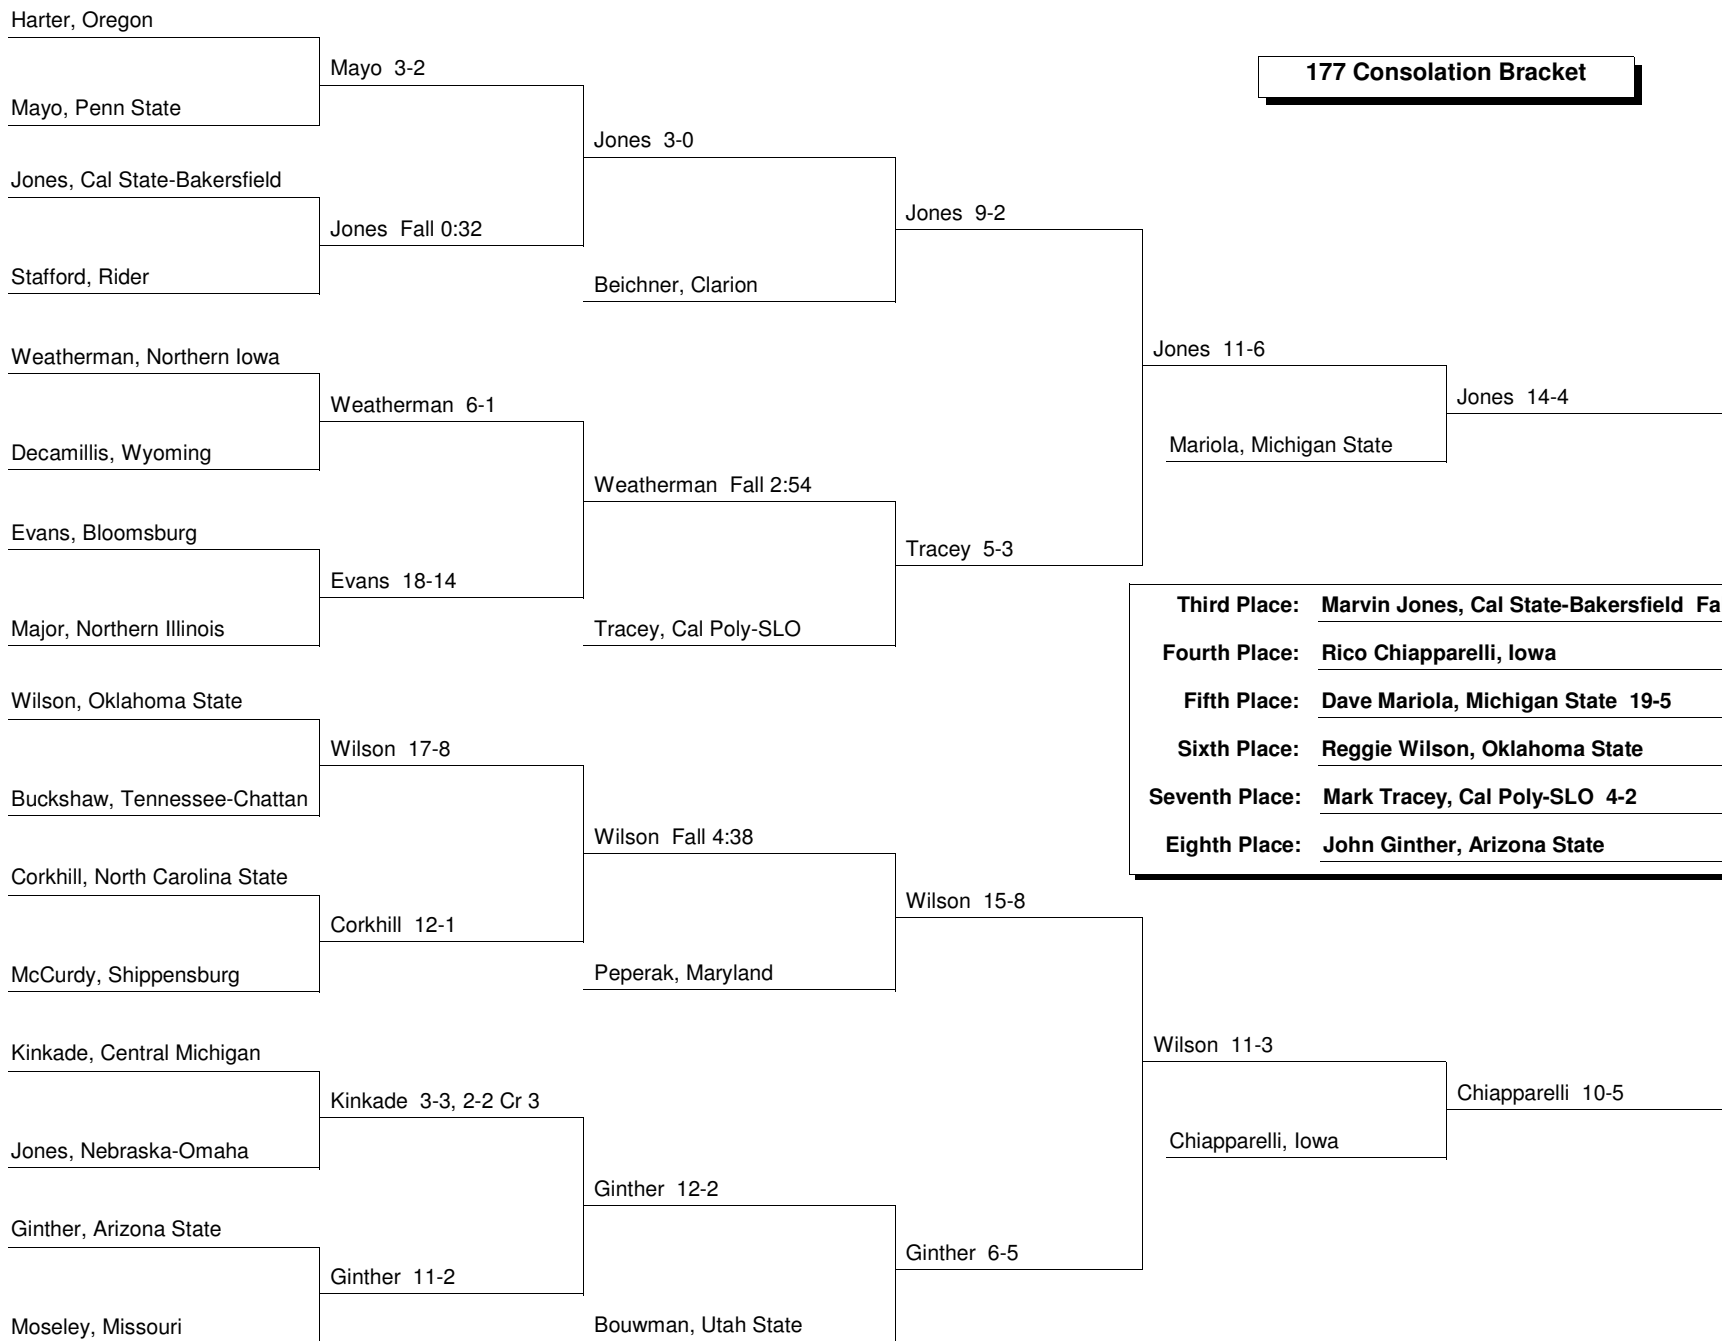 Harter, Oregon
Mayo 3-2
177 Consolation Bracket
Mayo, Penn State
Jones 3-0
Jones, Cal State-Bakersfield
Jones 9-2
Jones Fall 0:32
Stafford, Rider
Beichner, Clarion
Jones 11-6
Weatherman, Northern Iowa
Jones 14-4
Weatherman 6-1
Mariola, Michigan State
Decamillis, Wyoming
Weatherman Fall 2:54
Evans, Bloomsburg
Tracey 5-3
Evans 18-14
Third Place: Marvin Jones, Cal State-Bakersfield Fa
Major, Northern Illinois
Tracey, Cal Poly-SLO
Fourth Place: Rico Chiapparelli, Iowa
Wilson, Oklahoma State
Fifth Place: Dave Mariola, Michigan State 19-5
Wilson 17-8
Sixth Place: Reggie Wilson, Oklahoma State
Buckshaw, Tennessee-Chattan
Seventh Place: Mark Tracey, Cal Poly-SLO 4-2
Wilson Fall 4:38
Eighth Place: John Ginther, Arizona State
Corkhill, North Carolina State
Wilson 15-8
Corkhill 12-1
McCurdy, Shippensburg
Peperak, Maryland
Kinkade, Central Michigan
Wilson 11-3
Kinkade 3-3, 2-2 Cr 3
Chiapparelli 10-5
Jones, Nebraska-Omaha
Chiapparelli, Iowa
Ginther 12-2
Ginther, Arizona State
Ginther 6-5
Ginther 11-2
Moseley, Missouri
Bouwman, Utah State